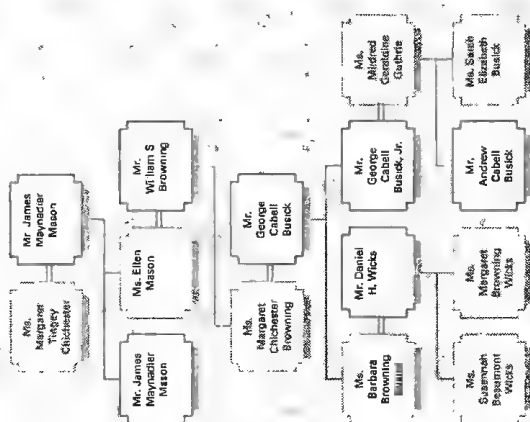 Ms.
Margaret
Chichester
Mr. James
Maynadier
Mason
Mr. James
Maynadier
Mason
Ms. Ellen
Mason
Mr.
William S
Browning
Ms.
Margaret
Chichester
Browning
Mr.
George
Cabell
Busick
Ms.
Barbara
Browning
Mr. Daniel
H. Wicks
Mr.
George
Cabell
Busick, Jr.
Ms.
Mildred
Geraldine
Guthrie
Ms.
Susannah
Beaumont
Wicks
Ms.
Margaret
Browning
Wicks
Mr.
Andrew
Cabell
Busick
Ms. Sarah
Elizabeth
Busick